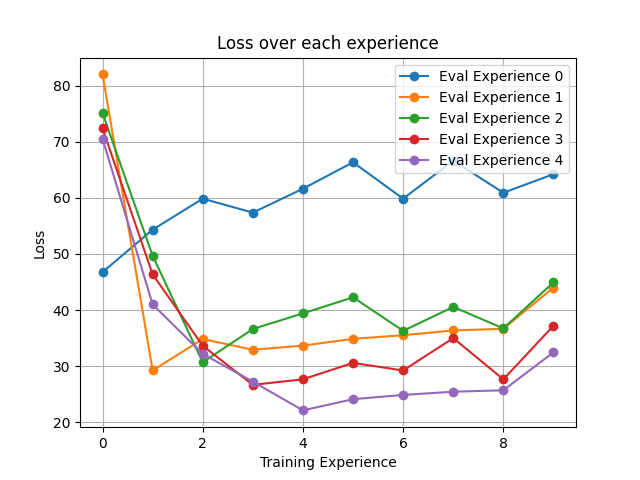 Loss over each experience
Eval Experience 0
Eval Experience 1
Eval Experience 2
Eval Experience 3
Eval Experience 4
80
70
60
50
40
30
20
Loss
0 2 4 6 8
Training Experience